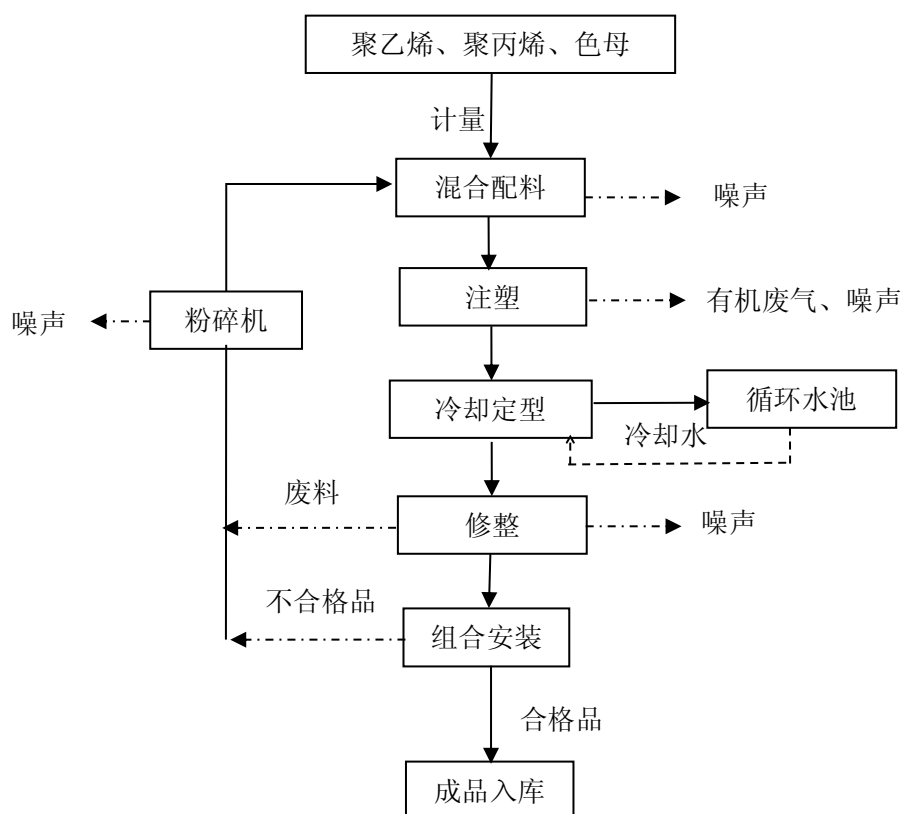 聚乙烯、聚丙烯、色母
计量
混合配料
噪声
注塑
有机废气、噪声
噪声
粉碎机
冷却定型
循环水池
冷却水
废料
修整
噪声
不合格品
组合安装
合格品
成品入库